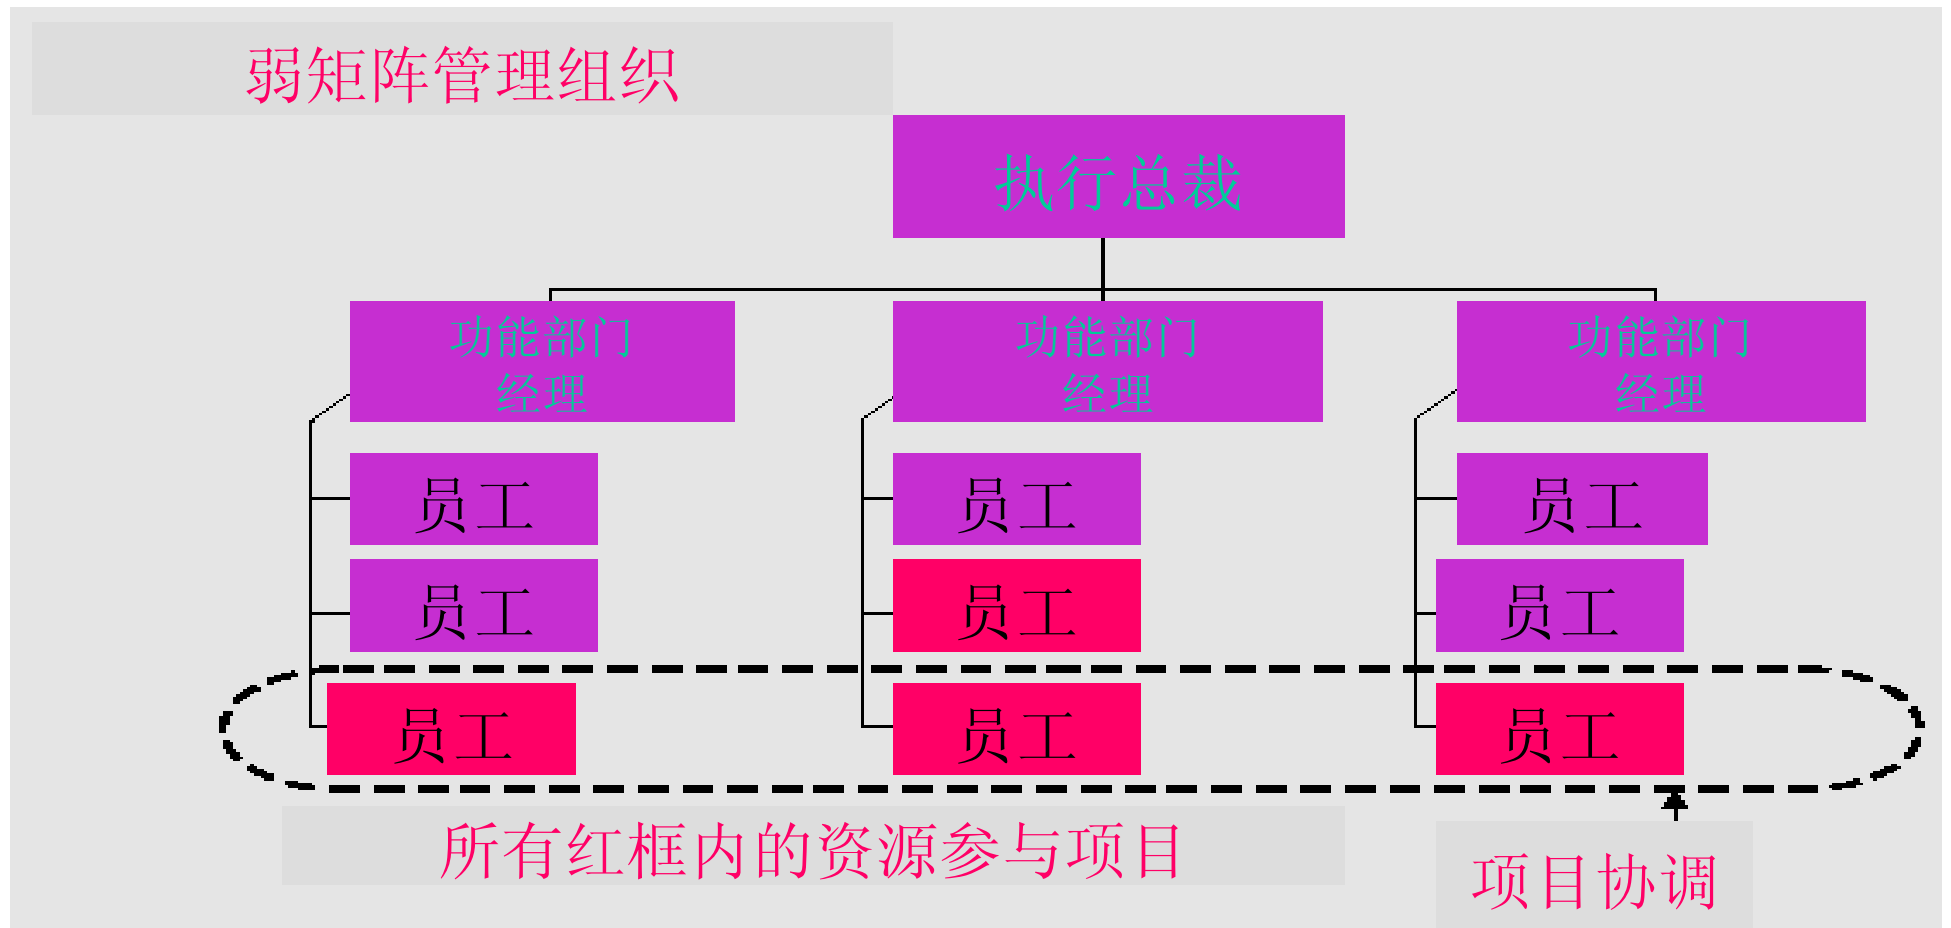 弱矩阵管理组织
执行总裁
功能部门
经理
功能部门
经理
功能部门
经理
员工
员工
员工
员工
员工
员工
员工
员工
员工
所有红框内的资源参与项目
项目协调